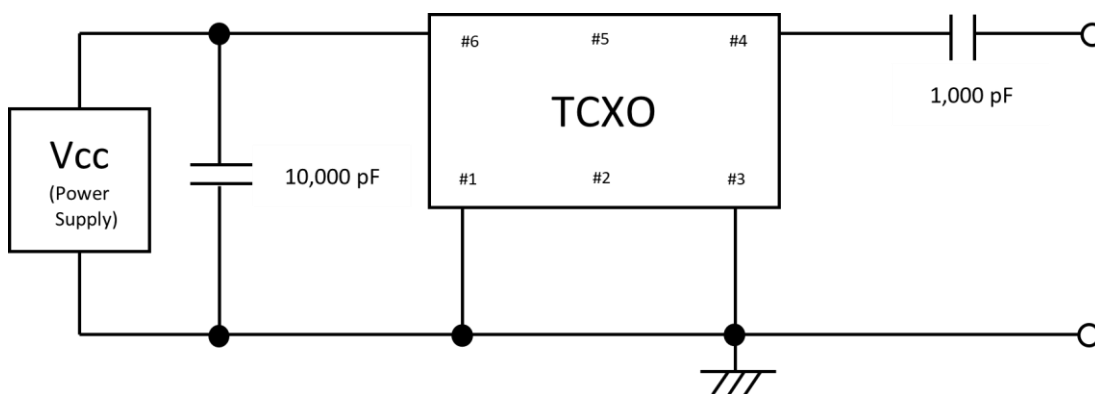 #6
#5
#4
TCXO
1,000 pF
Vcc
(Power
Supply)
10,000 pF
#1
#2
#3